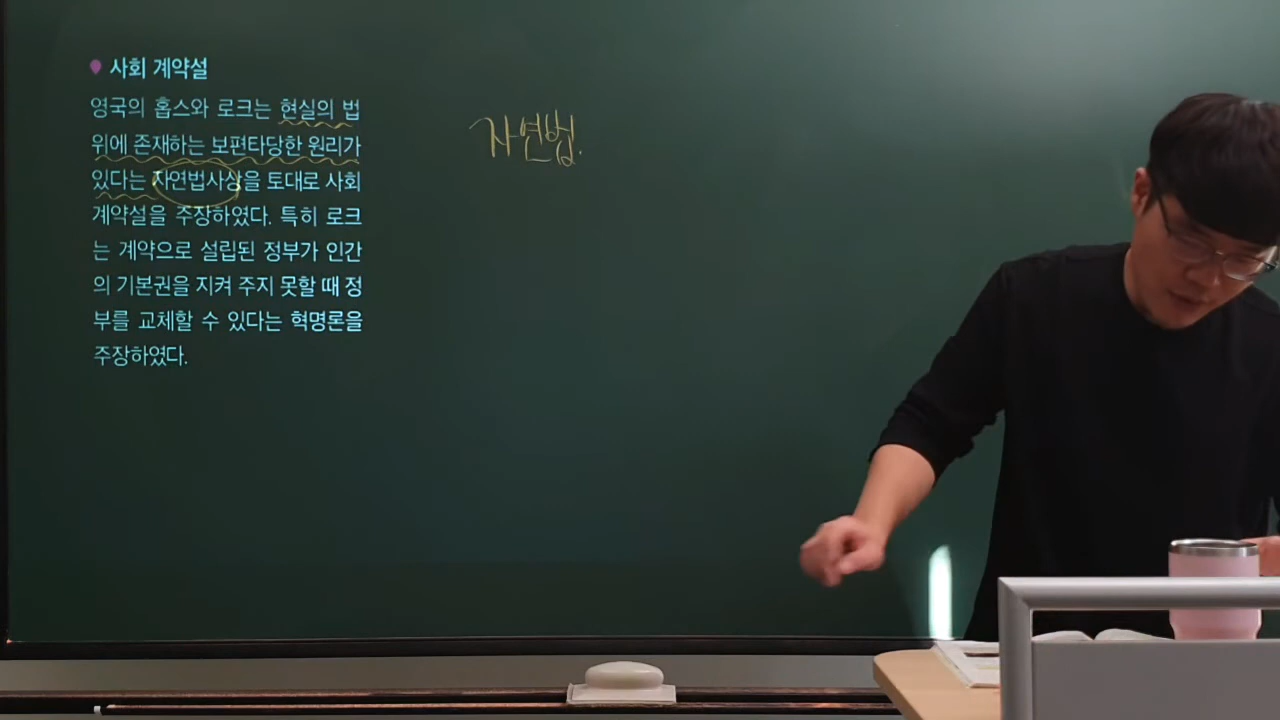 사회 계약설
영국의 홉스와 로크는 현실의 법
위에 존재하는 보편타당한 원리가
있다는 자연법사상을 토대로 사회
계약설을 주장하였다. 특히 로크
는 계약으로 설립된 정부가 인간
의 기본권을 지켜 주지 못할 때 정
부를 교체할 수 있다는 혁명론을
주장하였다.
자연법.